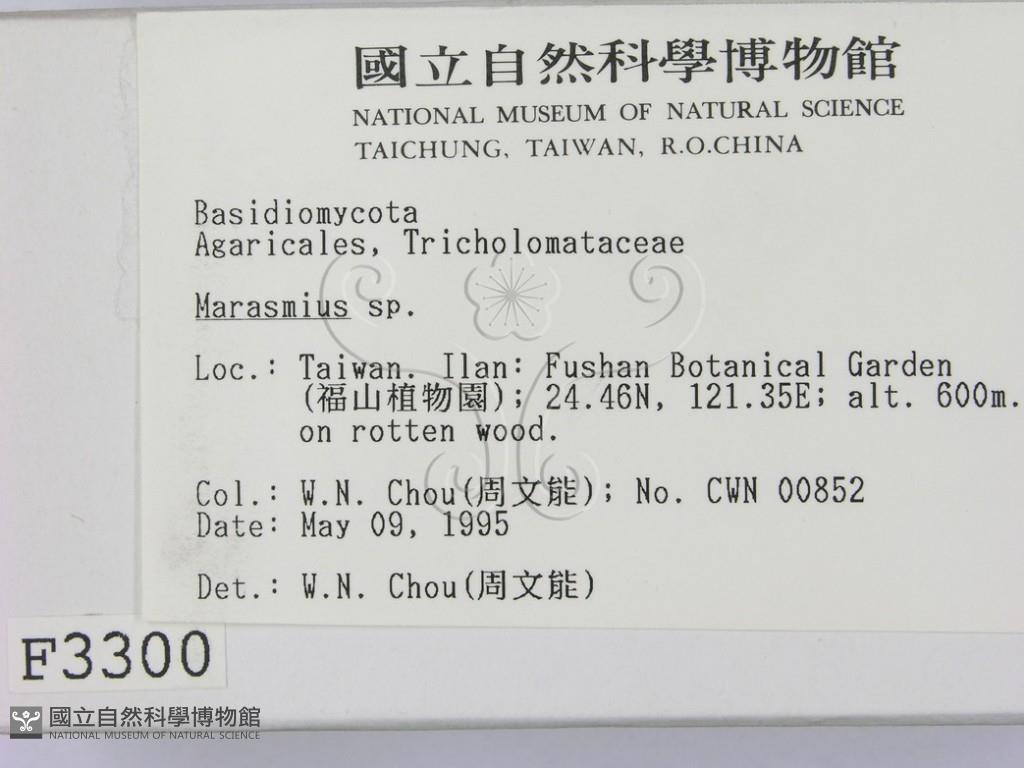 國立自然科學博物館
NATIONAL MUSEUM OF NATURAL SCIENCE
TAICHUNG, TAIWAN, R.O.CHINA
Basidiomycota
Agaricales, Tricholomataceae
Marasmius sp.
Loc.: Taiwan. Ilan: Fushan Botanical Garden
(福山植物園); 24.46N, 121.35E; alt. 600m.
on rotten wood.
Col.: W.N. Chou(周文能); No. CWN 00852
Date: May 09, 1995
Det.: W.N. Chou(周文能)
F3300
國立自然科學博物館
NATIONAL MUSEUM OF NATURAL SCIENCE